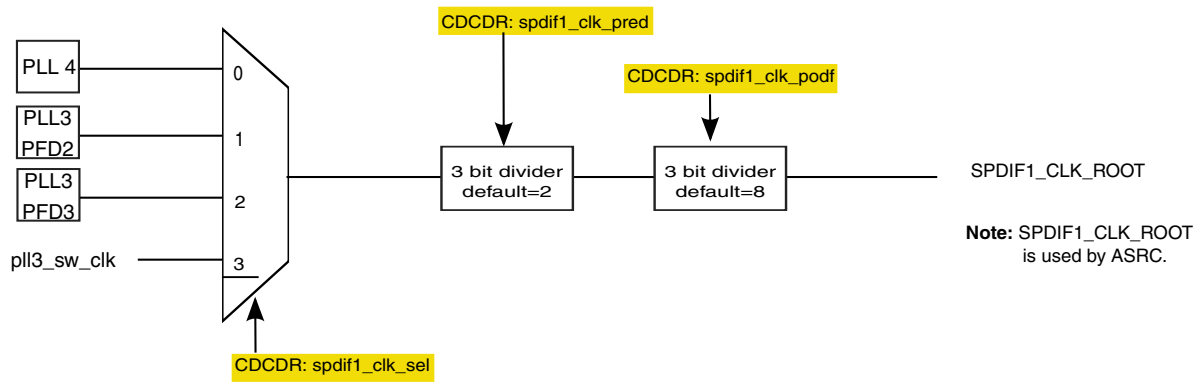 CDCDR: spdif1_clk_pred
PLL 4
0
CDCDR: spdif1_clk_podf
PLL3
PFD2
1
3 bit divider
default=2
3 bit divider
default=8
SPDIF1_CLK_ROOT
PLL3
PFD3
2
Note: SPDIF1_CLK_ROOT
is used by ASRC.
pll3_sw_clk
3
CDCDR: spdif1_clk_sel